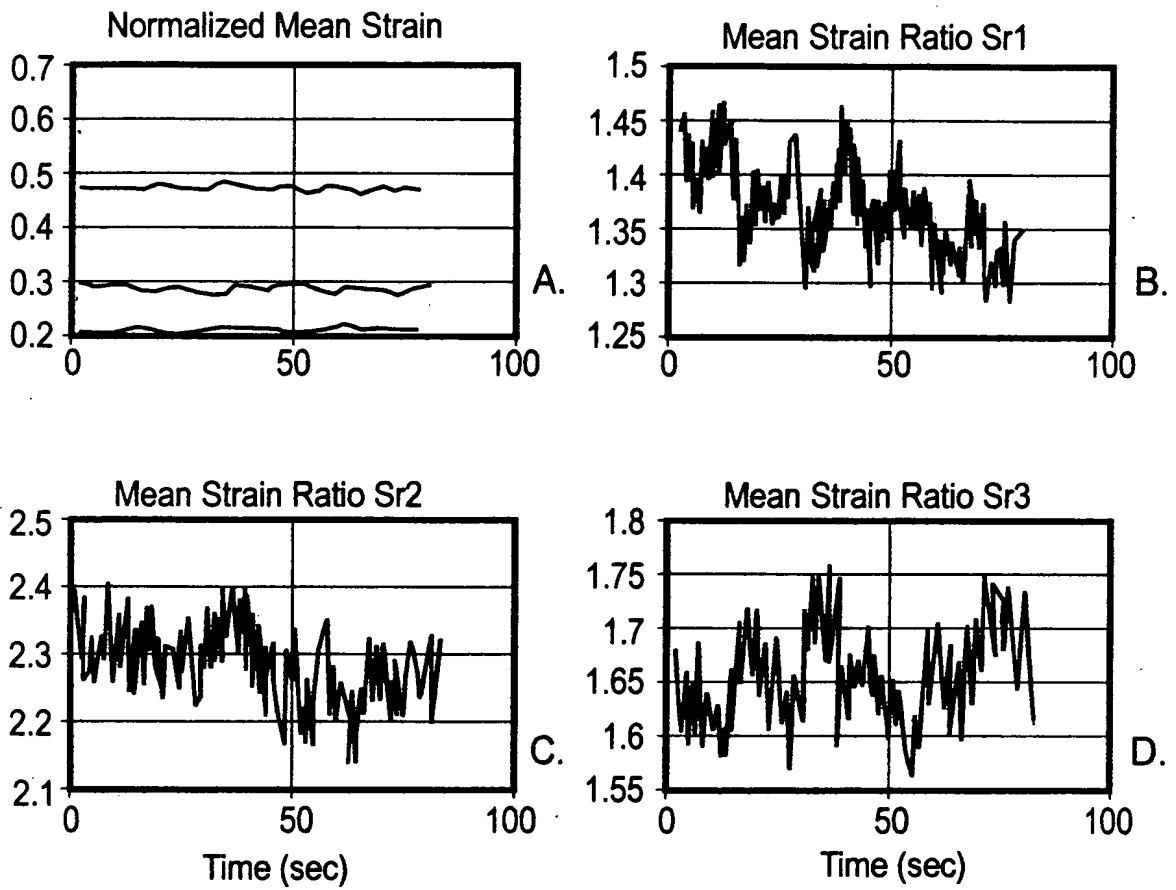 Normalized Mean Strain
0.7
0.6
0.5
0.4
0.3
0.2
0 50 100
A.
Mean Strain Ratio Sr1
1.5
1.45
1.4
1.35
1.3
1.25
0 50 100
B.
Mean Strain Ratio Sr2
2.5
2.4
2.3
2.2
2.1
0 50 100
Time (sec)
C.
Mean Strain Ratio Sr3
1.8
1.75
1.7
1.65
1.6
1.55
0 50 100
Time (sec)
D.